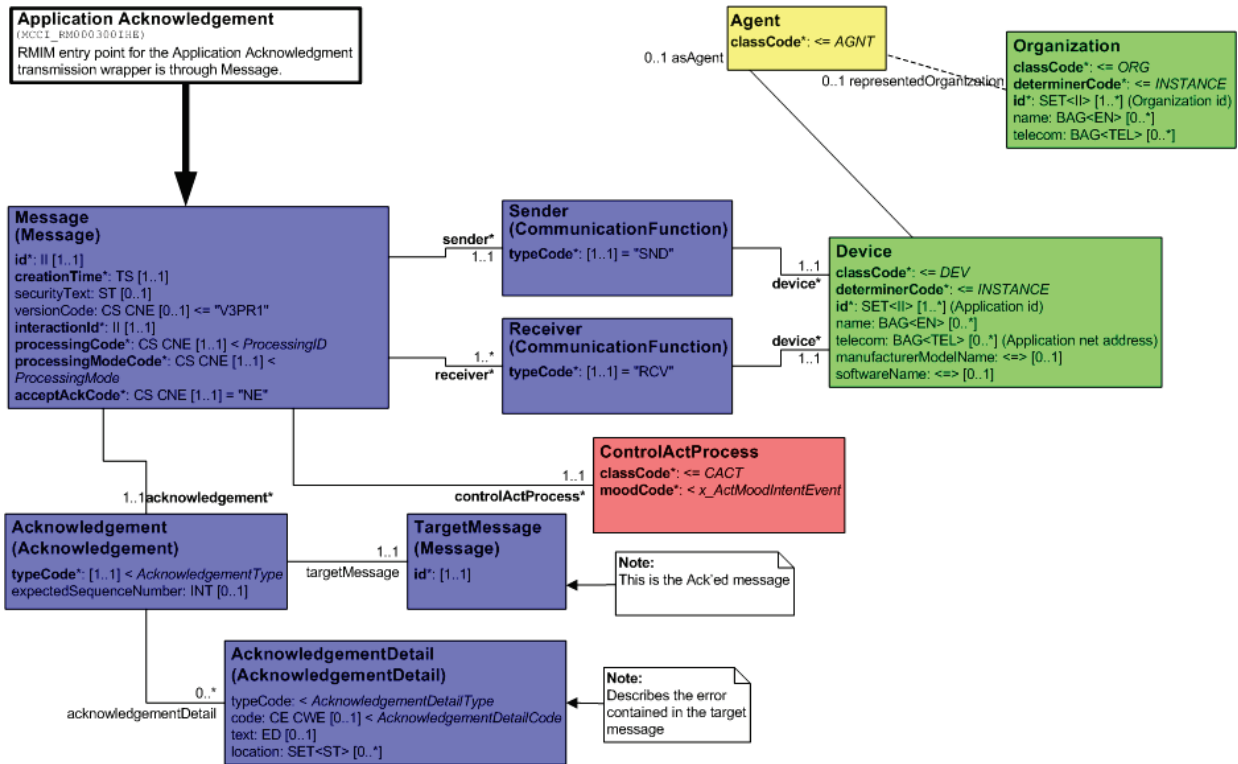 Application Acknowledgement
(MCCI_RM000300IHE)
RMIM entry point for the Application Acknowledgment
transmission wrapper is through Message.
Agent
classCode*: <= AGNT
0..1 asAgent
0..1 representedOrganization
Organization
classCode*: <= ORG
determinerCode*: <= INSTANCE
id*: SET<II> [1..*] (Organization id)
name: BAG<EN> [0..*]
telecom: BAG<TEL> [0..*]
Message
(Message)
id*: II [1..1]
creationTime*: TS [1..1]
securityText: ST [0..1]
versionCode: CS CNE [0..1] <= "V3PR1"
interactionId*: II [1..1]
processingCode*: CS CNE [1..1] < ProcessingID
processingModeCode*: CS CNE [1..1] <
ProcessingMode
acceptAckCode*: CS CNE [1..1] = "NE"
sender*
1..1
Sender
(CommunicationFunction)
typeCode*: [1..1] = "SND"
1..1
device*
1..*
receiver*
Receiver
(CommunicationFunction)
typeCode*: [1..1] = "RCV"
device*
1..1
Device
classCode*: <= DEV
determinerCode*: <= INSTANCE
id*: SET<II> [1..*] (Application id)
name: BAG<EN> [0..*]
telecom: BAG<TEL> [0..*] (Application net address)
manufacturerModelName: <=> [0..1]
softwareName: <=> [0..1]
1..1
controlActProcess*
ControlActProcess
classCode*: <= CACT
moodCode*: < x_ActMoodIntentEvent
1..1 acknowledgement*
Acknowledgement
(Acknowledgement)
typeCode*: [1..1] < AcknowledgementType
expectedSequenceNumber: INT [0..1]
1..1
targetMessage
TargetMessage
(Message)
id*: [1..1]
Note:
This is the Ack'ed message
0..*
acknowledgementDetail
AcknowledgementDetail
(AcknowledgementDetail)
typeCode: < AcknowledgementDetailType
code: CE CWE [0..1] < AcknowledgementDetailCode
text: ED [0..1]
location: SET<ST> [0..*]
Note:
Describes the error
contained in the target
message